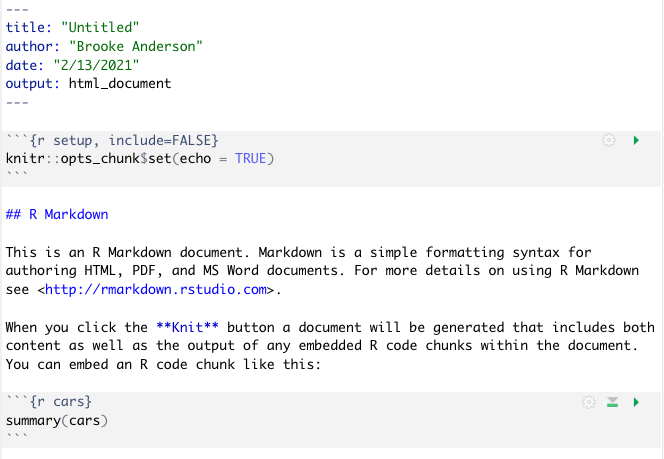 ---
title: "Untitled"
author: "Brooke Anderson"
date: "2/13/2021"
output: html_document
---
```{r setup, include=FALSE}
knitr::opts_chunk$set(echo = TRUE)
```
## R Markdown
This is an R Markdown document. Markdown is a simple formatting syntax for
authoring HTML, PDF, and MS Word documents. For more details on using R Markdown
see <http://rmarkdown.rstudio.com>.
When you click the **Knit** button a document will be generated that includes both
content as well as the output of any embedded R code chunks within the document.
You can embed an R code chunk like this:
```{r cars}
summary(cars)
```